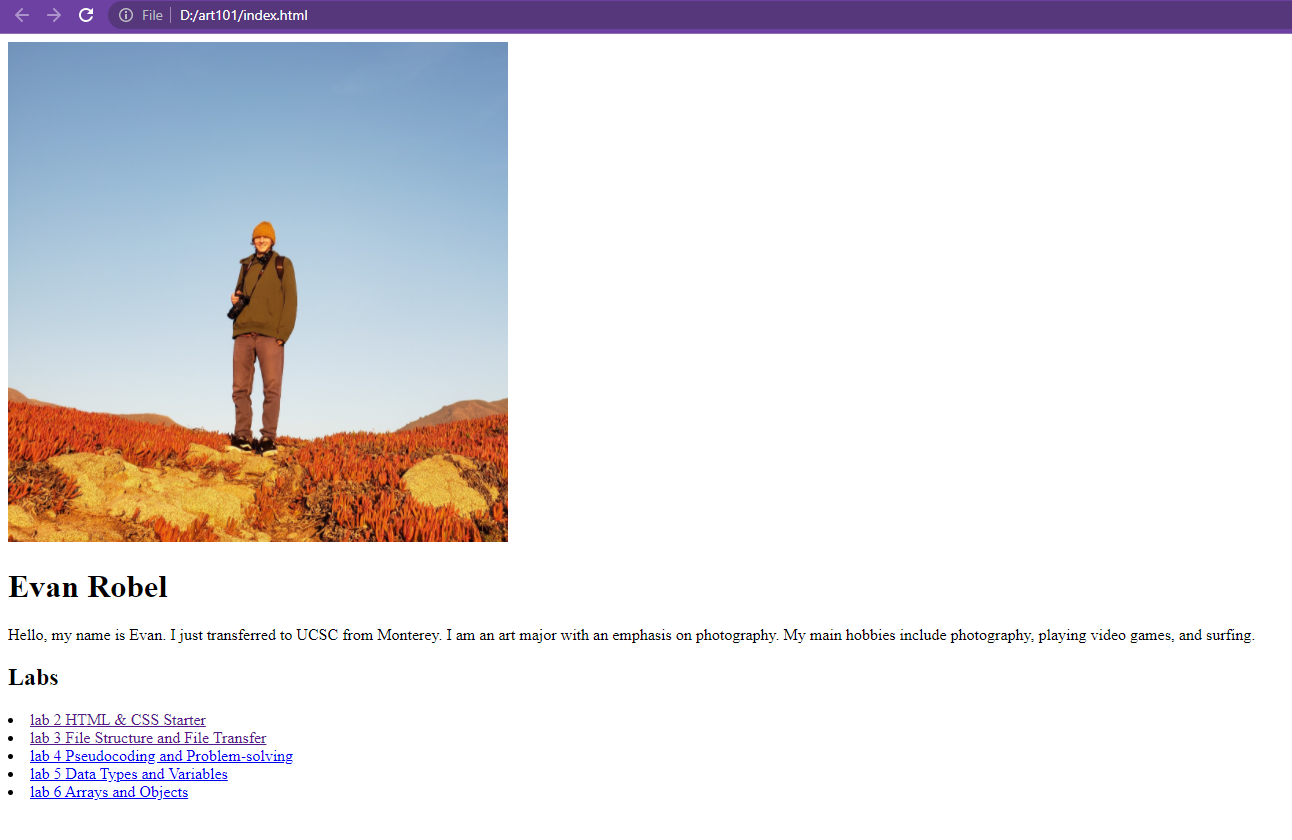 File D:/art101/index.html
Evan Robel
Hello, my name is Evan. I just transferred to UCSC from Monterey. I am an art major with an emphasis on photography. My main hobbies include photography, playing video games, and surfing.
Labs
lab 2 HTML & CSS Starter
lab 3 File Structure and File Transfer
lab 4 Pseudocoding and Problem-solving
lab 5 Data Types and Variables
lab 6 Arrays and Objects